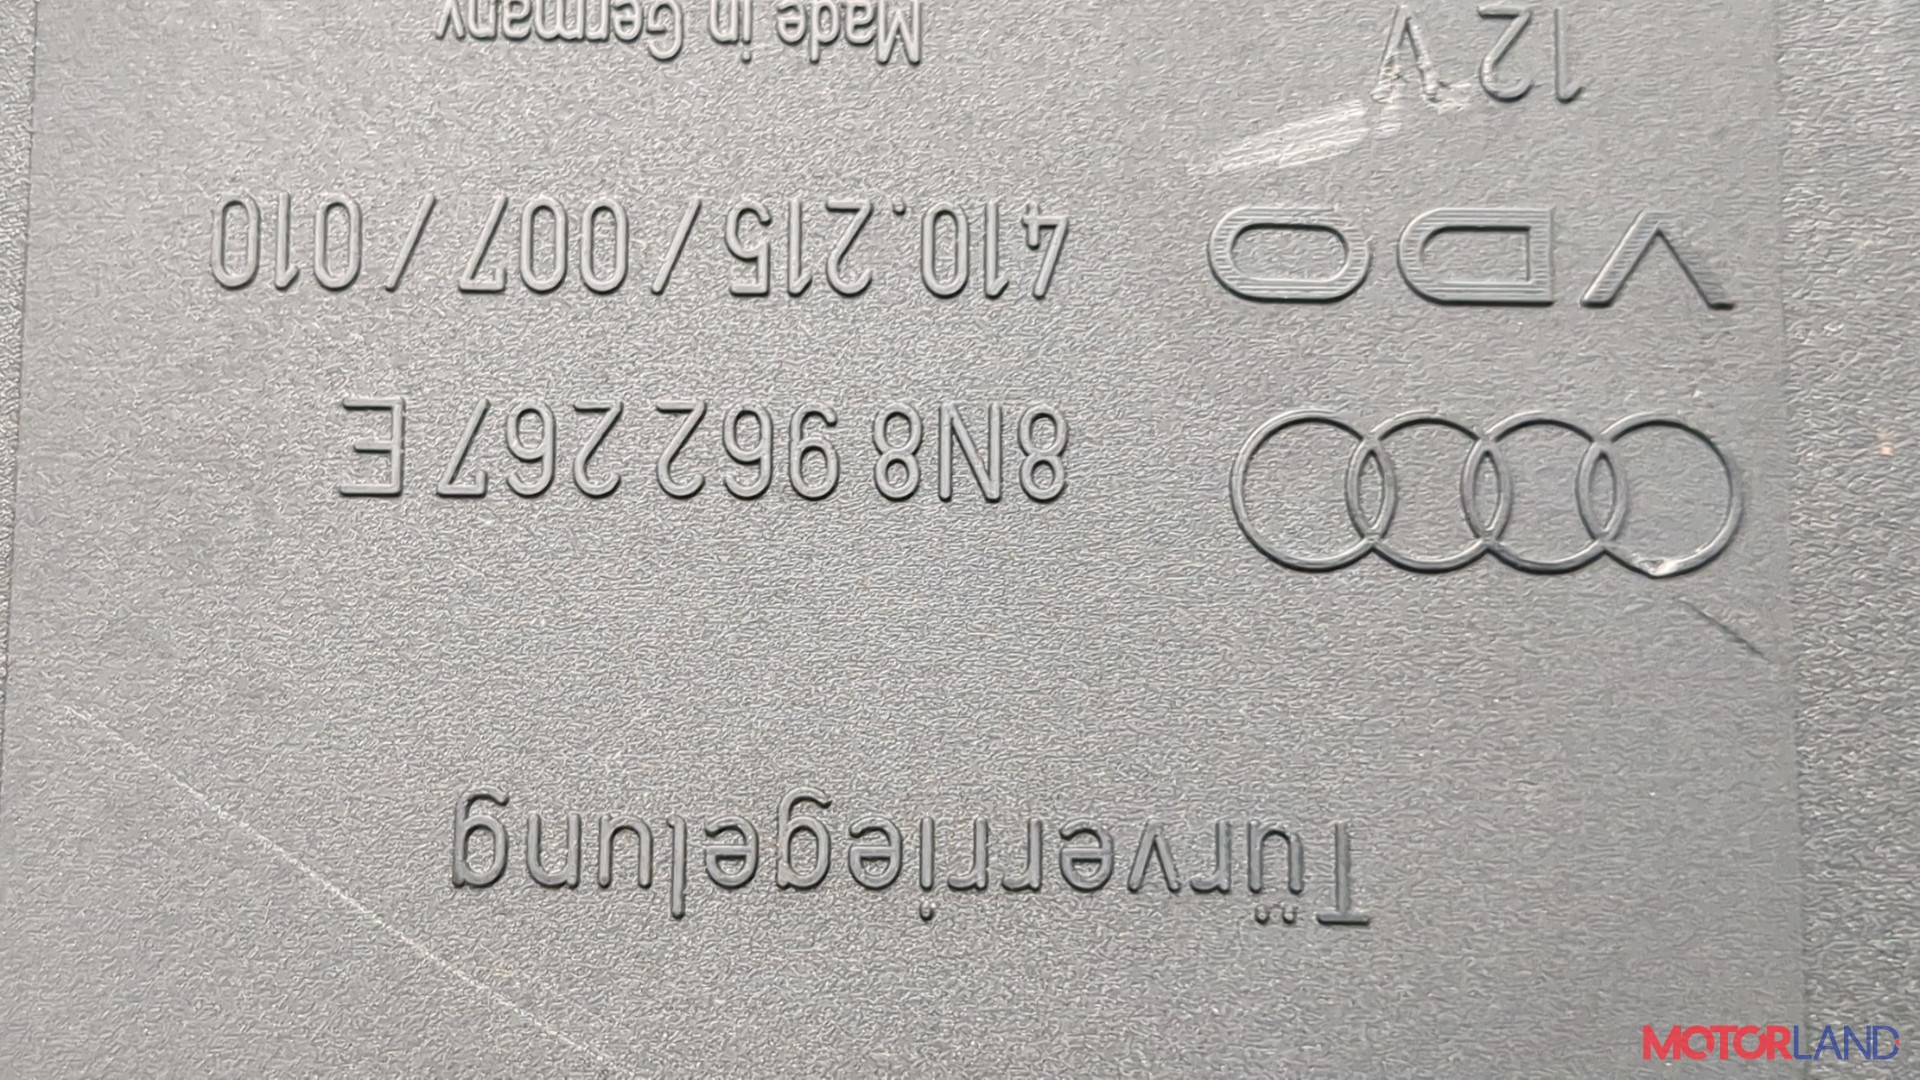 Türverriegelung
8N8 962 267 E
VDO 410.215 / 007 / 010
12 V Made in Germany
MOTORLAND